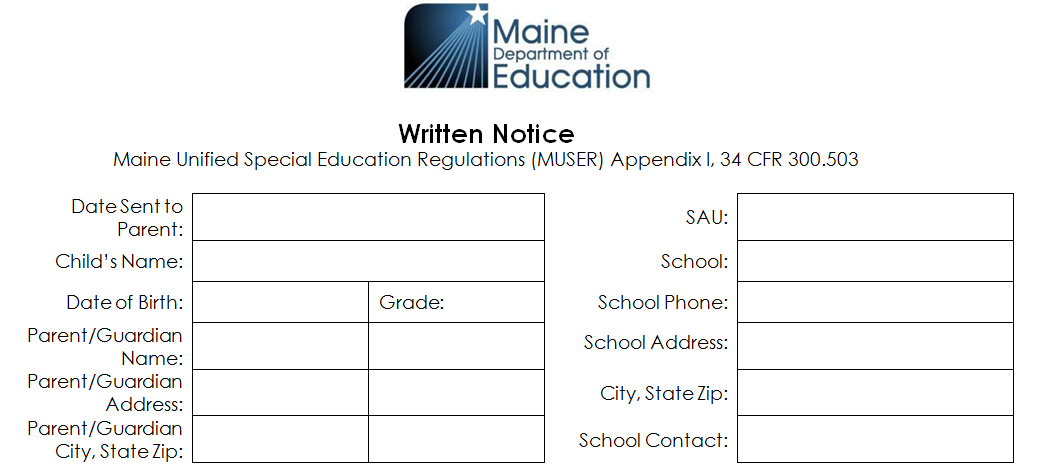 Maine
Department of
Education
Written Notice
Maine Unified Special Education Regulations (MUSER) Appendix I, 34 CFR 300.503
Date Sent to
Parent:
SAU:
Child's Name:
School:
Date of Birth:
Grade:
School Phone:
Parent/Guardian
Name:
School Address:
Parent/Guardian
Address:
City, State Zip:
Parent/Guardian
City, State Zip:
School Contact: